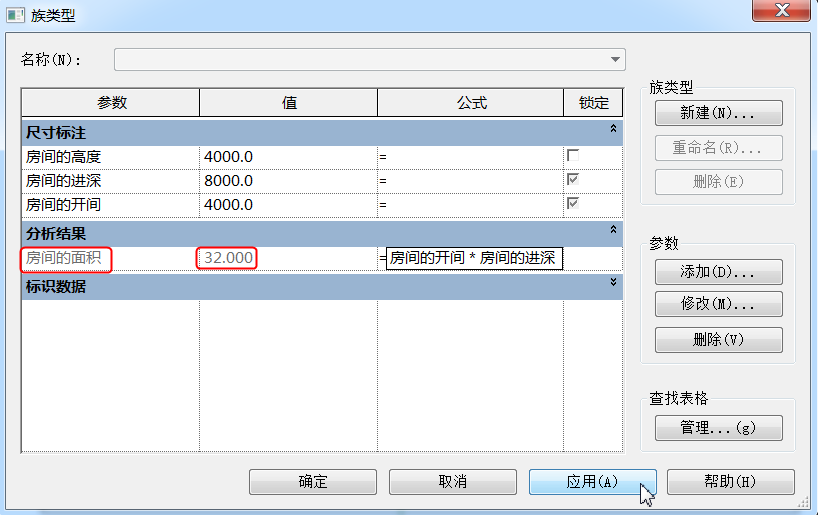 族类型
名称(N):
参数 值 公式 锁定
尺寸标注
房间的高度 4000.0 =
房间的进深 8000.0 =
房间的开间 4000.0 =
分析结果
房间的面积 32.000 =房间的开间 * 房间的进深
标识数据
族类型
新建(N)...
重命名(R)...
删除(E)
参数
添加(D)...
修改(M)...
删除(V)
查找表格
管理...(g)
确定 取消 应用(A) 帮助(H)